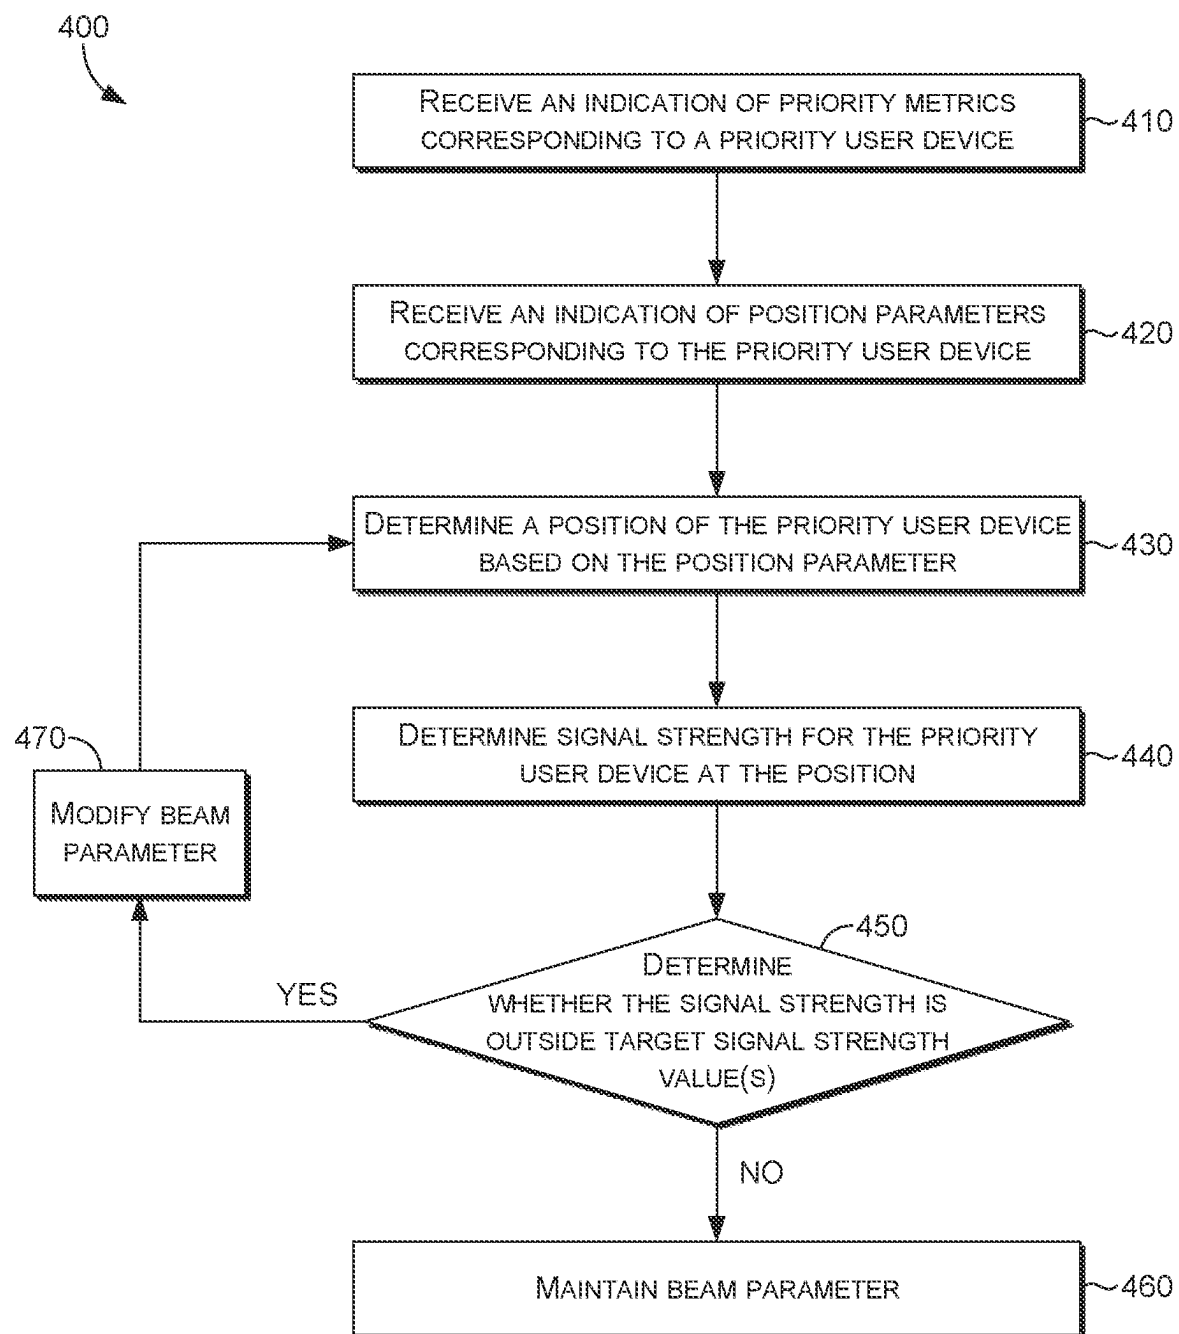 400
RECEIVE AN INDICATION OF PRIORITY METRICS
CORRESPONDING TO A PRIORITY USER DEVICE
410
RECEIVE AN INDICATION OF POSITION PARAMETERS
CORRESPONDING TO THE PRIORITY USER DEVICE
420
DETERMINE A POSITION OF THE PRIORITY USER DEVICE
BASED ON THE POSITION PARAMETER
430
DETERMINE SIGNAL STRENGTH FOR THE PRIORITY
USER DEVICE AT THE POSITION
440
470
MODIFY BEAM
PARAMETER
450
DETERMINE
WHETHER THE SIGNAL STRENGTH IS
OUTSIDE TARGET SIGNAL STRENGTH
VALUE(S)
YES
NO
MAINTAIN BEAM PARAMETER
460